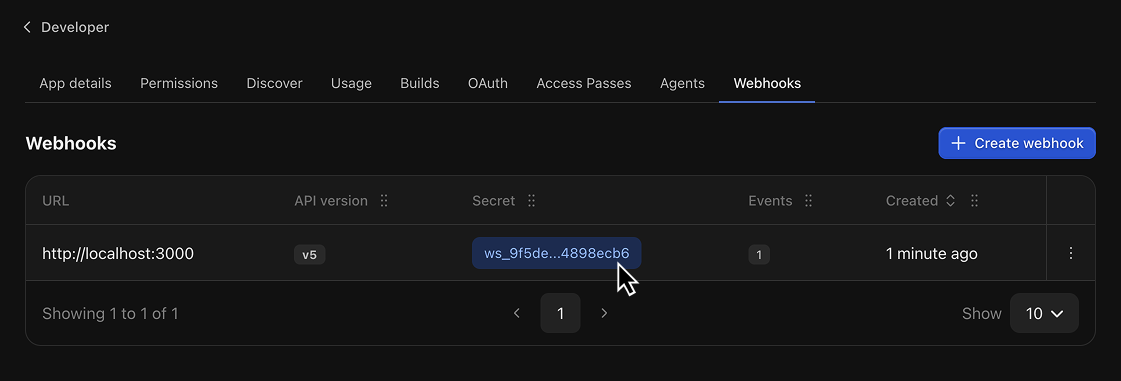 Developer
App details Permissions Discover Usage Builds OAuth Access Passes Agents Webhooks
Webhooks
Create webhook
URL API version Secret Events Created
http://localhost:3000 v5 ws_9f5de...4898ecb6 1 1 minute ago
Showing 1 to 1 of 1 1 Show 10